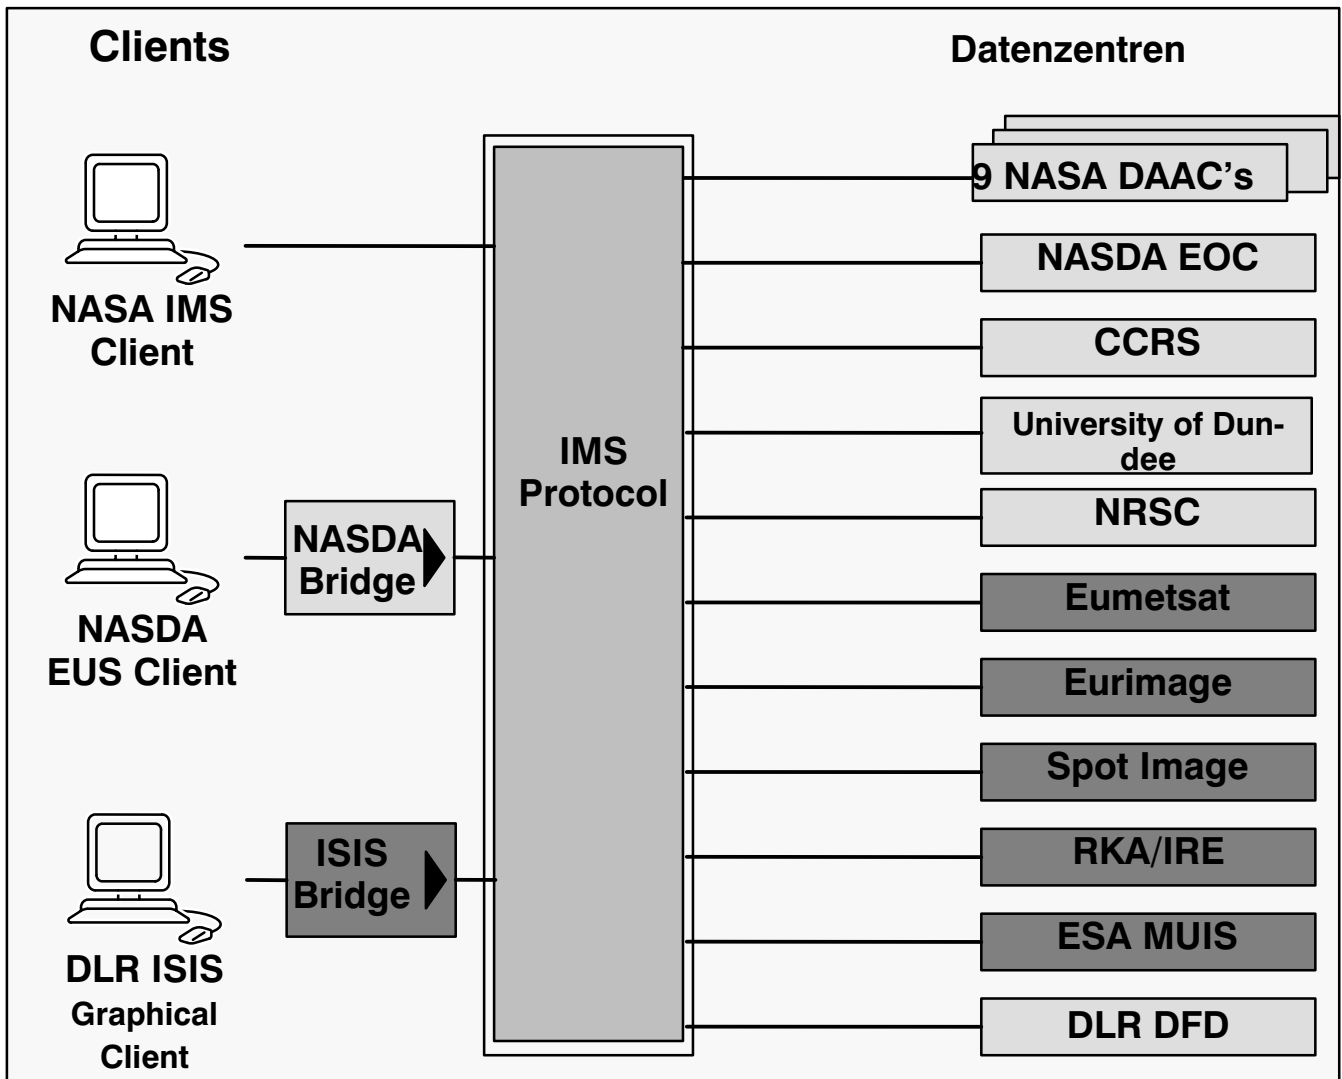 Clients
Datenzentren
9 NASA DAAC's
NASA IMS
Client
NASDA EOC
CCRS
University of Dun-
dee
IMS
Protocol
NRSC
NASDA
Bridge
NASDA
EUS Client
Eumetsat
Eurimage
Spot Image
ISIS
Bridge
RKA/IRE
ESA MUIS
DLR ISIS
Graphical
Client
DLR DFD